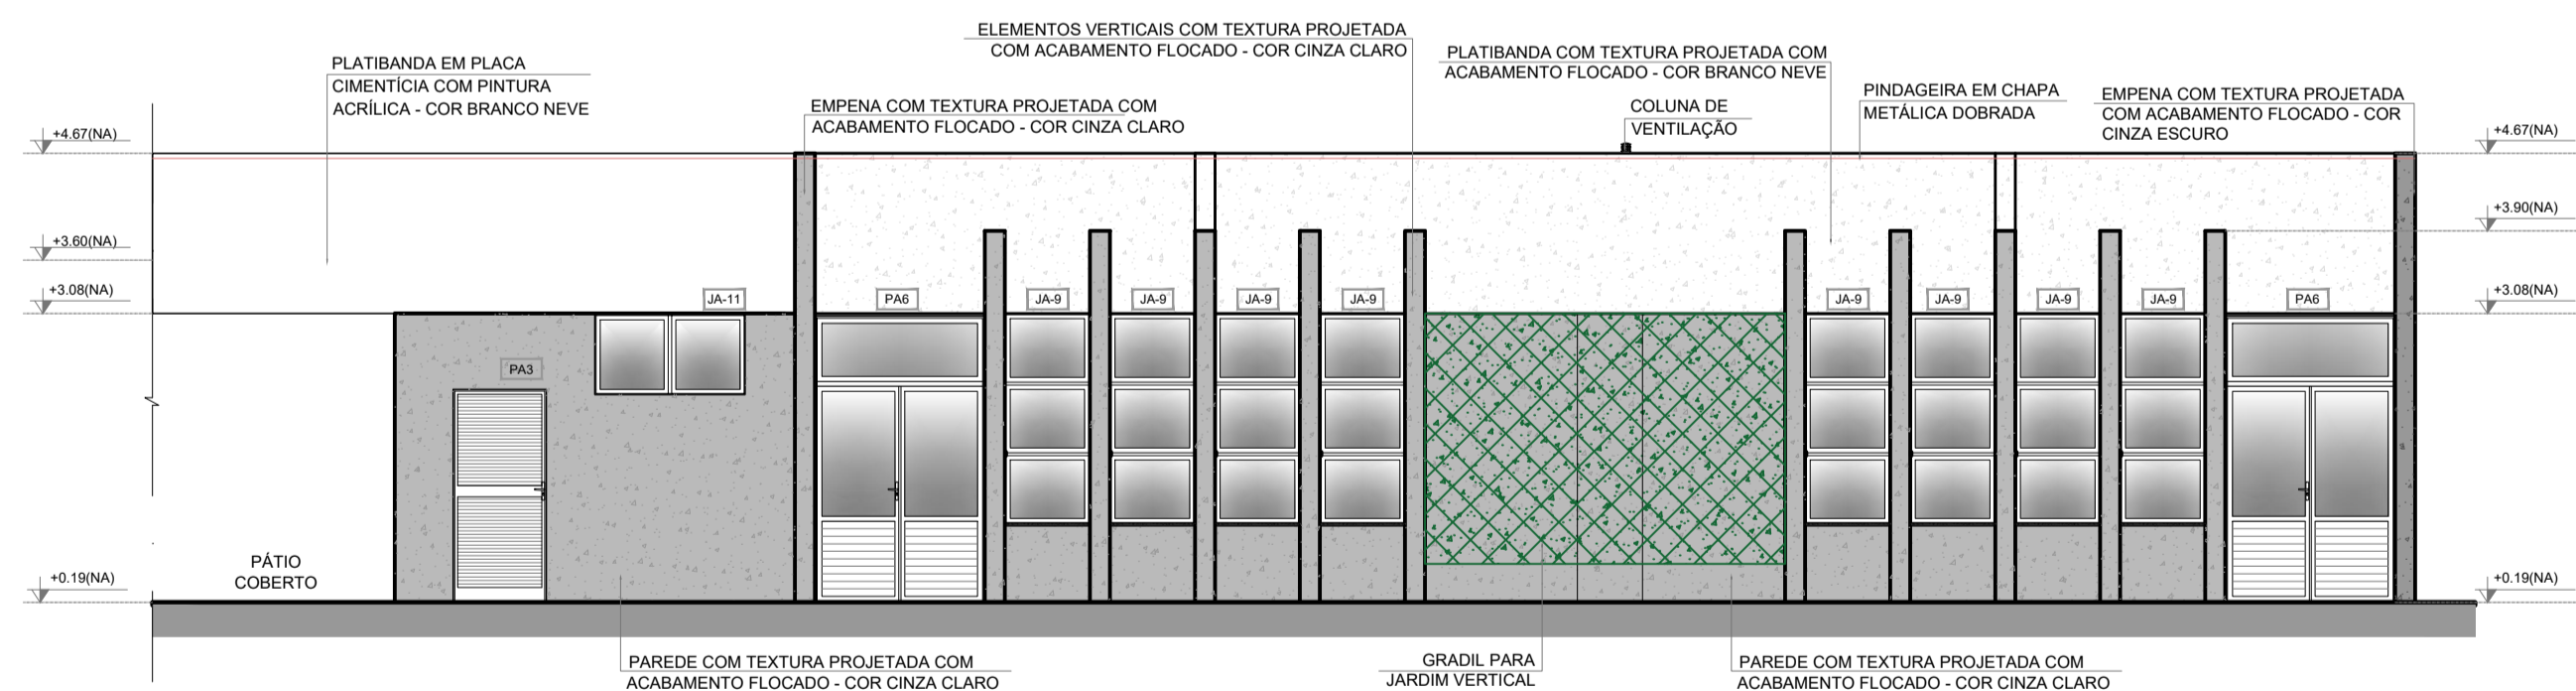 ELEMENTOS VERTICAIS COM TEXTURA PROJETADA
COM ACABAMENTO FLOCADO - COR CINZA CLARO
PLATIBANDA EM PLACA
CIMENTÍCIA COM PINTURA
ACRÍLICA - COR BRANCO NEVE
EMPENA COM TEXTURA PROJETADA COM
ACABAMENTO FLOCADO - COR CINZA CLARO
PLATIBANDA COM TEXTURA PROJETADA COM
ACABAMENTO FLOCADO - COR BRANCO NEVE
COLUNA DE
VENTILAÇÃO
PINDAGEIRA EM CHAPA
METÁLICA DOBRADA
EMPENA COM TEXTURA PROJETADA
COM ACABAMENTO FLOCADO - COR
CINZA ESCURO
+4.67(NA)
+4.67(NA)
+3.60(NA)
+3.90(NA)
+3.08(NA)
+3.08(NA)
JA-11
PA6
JA-9
JA-9
JA-9
JA-9
JA-9
JA-9
JA-9
JA-9
PA6
PA3
PÁTIO
COBERTO
+0.19(NA)
+0.19(NA)
PAREDE COM TEXTURA PROJETADA COM
ACABAMENTO FLOCADO - COR CINZA CLARO
GRADIL PARA
JARDIM VERTICAL
PAREDE COM TEXTURA PROJETADA COM
ACABAMENTO FLOCADO - COR CINZA CLARO